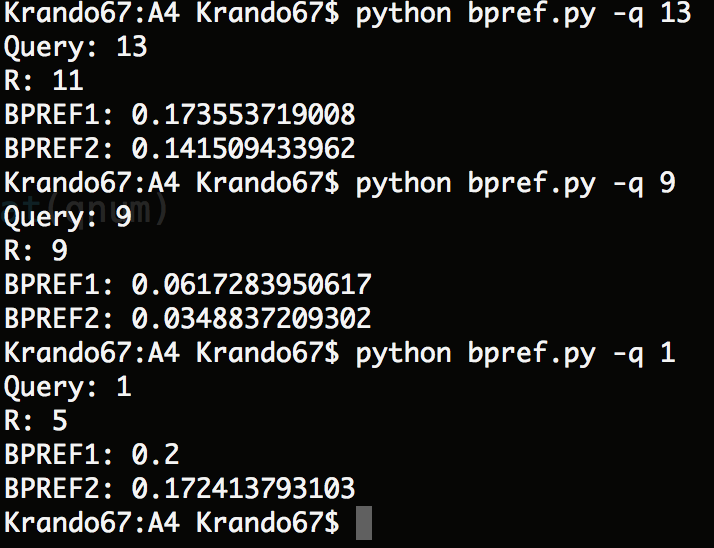 Krando67:A4 Krando67$ python bpref.py -q 13
Query: 13
R: 11
BPREF1: 0.173553719008
BPREF2: 0.141509433962
Krando67:A4 Krando67$ python bpref.py -q 9
at(qnum)
Query: 9
R: 9
BPREF1: 0.0617283950617
BPREF2: 0.0348837209302
Krando67:A4 Krando67$ python bpref.py -q 1
Query: 1
R: 5
BPREF1: 0.2
BPREF2: 0.172413793103
Krando67:A4 Krando67$